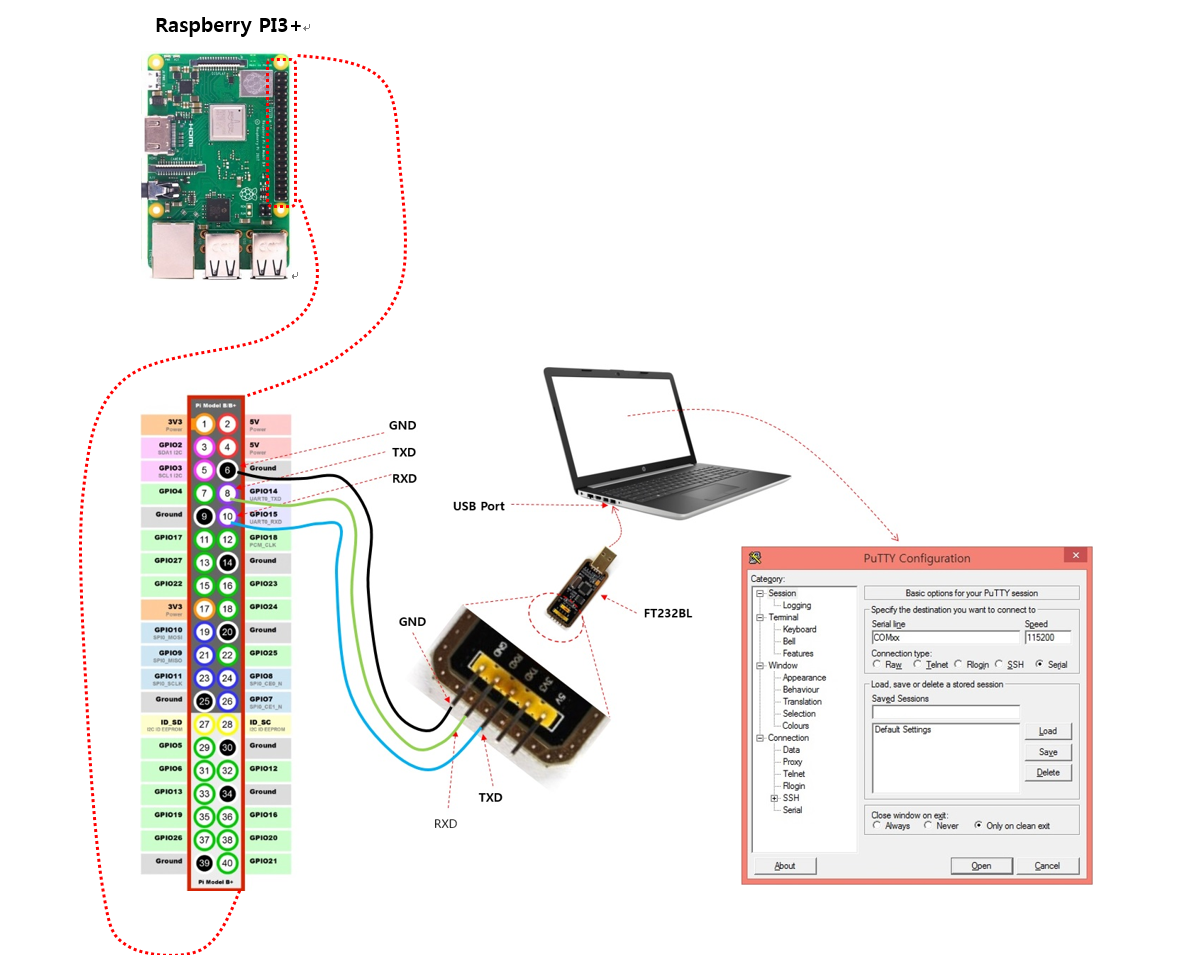 Raspberry PI3+
HDMI
Pi Model B/B+
3V3
Power
1
2
5V
Power
GPIO2
SDA1 I2C
3
4
5V
Power
GPIO3
SCL1 I2C
5
6
Ground
GPIO4
7
8
GPIO14
UART0_TXD
Ground
9
10
GPIO15
UART0_RXD
GPIO17
11
12
GPIO18
PCM_CLK
GPIO27
13
14
Ground
GPIO22
15
16
GPIO23
3V3
Power
17
18
GPIO24
GPIO10
SPI0_MOSI
19
20
Ground
GPIO9
SPI0_MISO
21
22
GPIO25
GPIO11
SPI0_SCLK
23
24
GPIO8
SPI0_CE0_N
Ground
25
26
GPIO7
SPI0_CE1_N
ID_SD
I2C ID EEPROM
27
28
ID_SC
I2C ID EEPROM
GPIO5
29
30
Ground
GPIO6
31
32
GPIO12
GPIO13
33
34
Ground
GPIO19
35
36
GPIO16
GPIO26
37
38
GPIO20
Ground
39
40
GPIO21
Pi Model B+
GND
TXD
RXD
USB Port
FT232BL
GND
GND
RXD
TXD
3V3
5V
TXD
RXD
PuTTY Configuration
Category:
Session
Logging
Terminal
Keyboard
Bell
Features
Window
Appearance
Behaviour
Translation
Selection
Colours
Connection
Data
Proxy
Telnet
Rlogin
SSH
Serial
Basic options for your PuTTY session
Specify the destination you want to connect to
Serial line Speed
COMxx 115200
Connection type:
Raw Telnet Rlogin SSH Serial
Load, save or delete a stored session
Saved Sessions
Default Settings
Load
Save
Delete
Close window on exit:
Always Never Only on clean exit
About Open Cancel